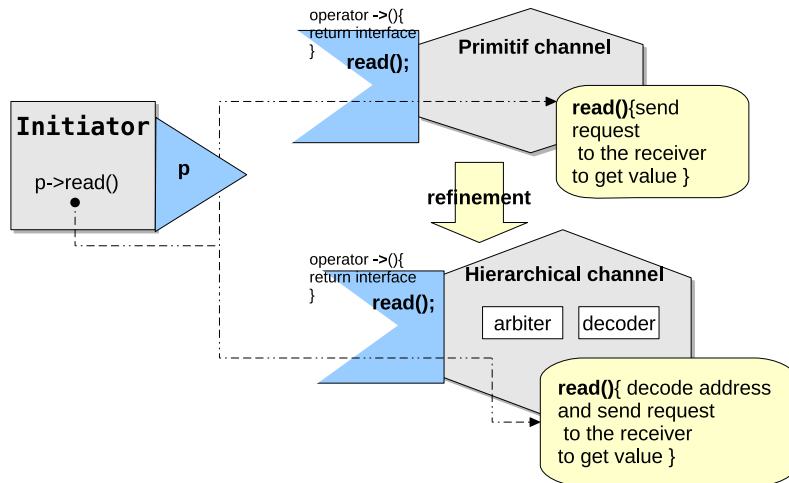 operator ->(){
return interface
}
read();
Primitif channel
read(){send
request
to the receiver
to get value }
Initiator
p->read()
p
refinement
operator ->(){
return interface
}
read();
Hierarchical channel
arbiter
decoder
read(){ decode address
and send request
to the receiver
to get value }